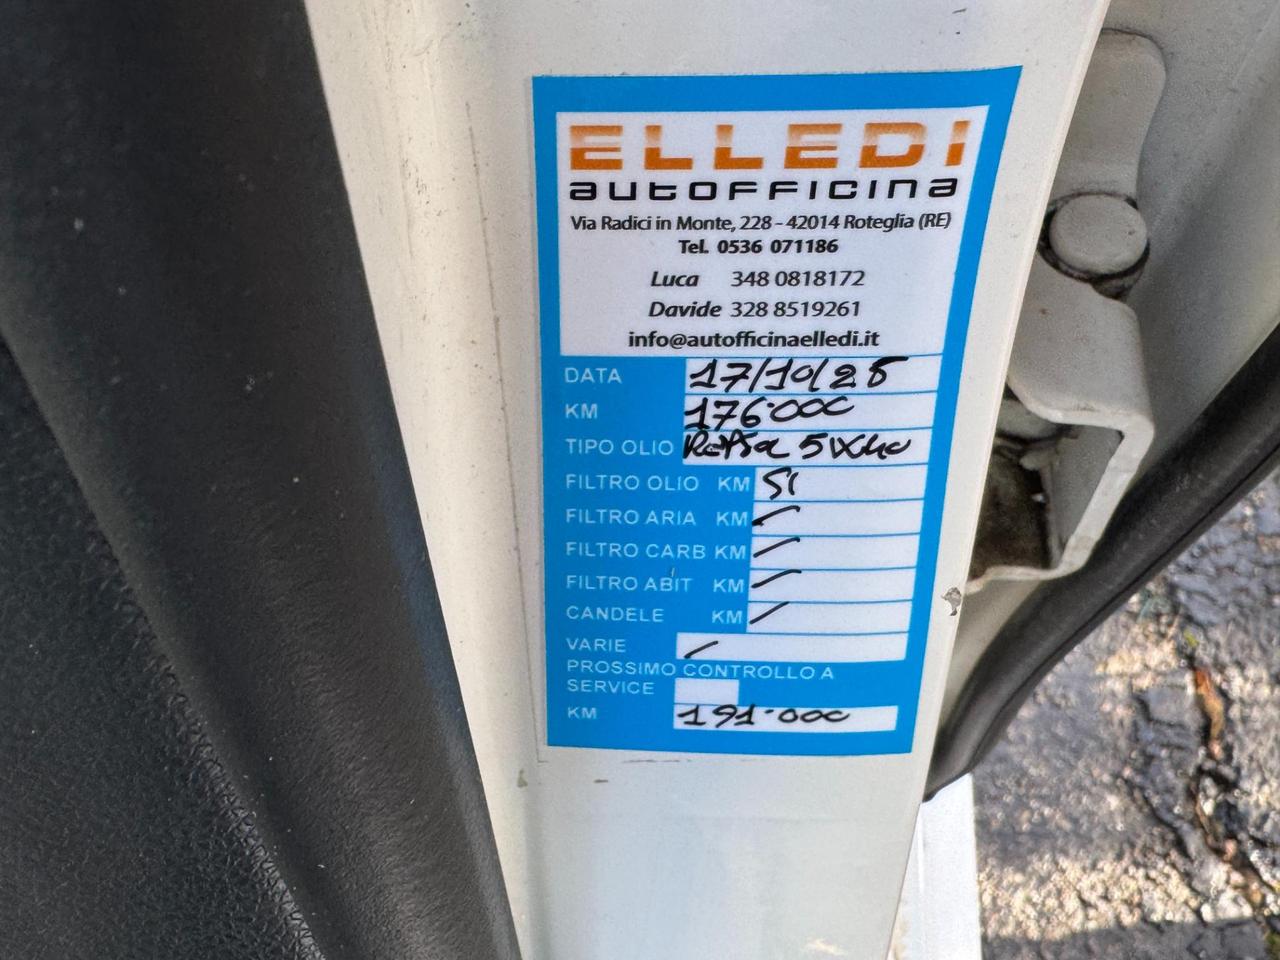 ELLEDI
autofficina
Via Radici in Monte, 228 - 42014 Roteglia (RE)
Tel. 0536 071186
Luca 348 0818172
Davide 328 8519261
info@autofficinaelledi.it
DATA 17/10/25
KM 176.000
TIPO OLIO 5W40
FILTRO OLIO KM SI
FILTRO ARIA KM /
FILTRO CARB KM /
FILTRO ABIT KM /
CANDELE KM /
VARIE /
PROSSIMO CONTROLLO A
SERVICE
KM 191.000